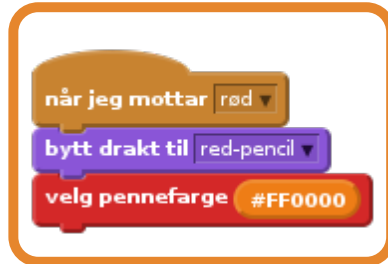 når jeg mottar rød
bytt drakt til red-pencil
velg pennefarge #FF0000